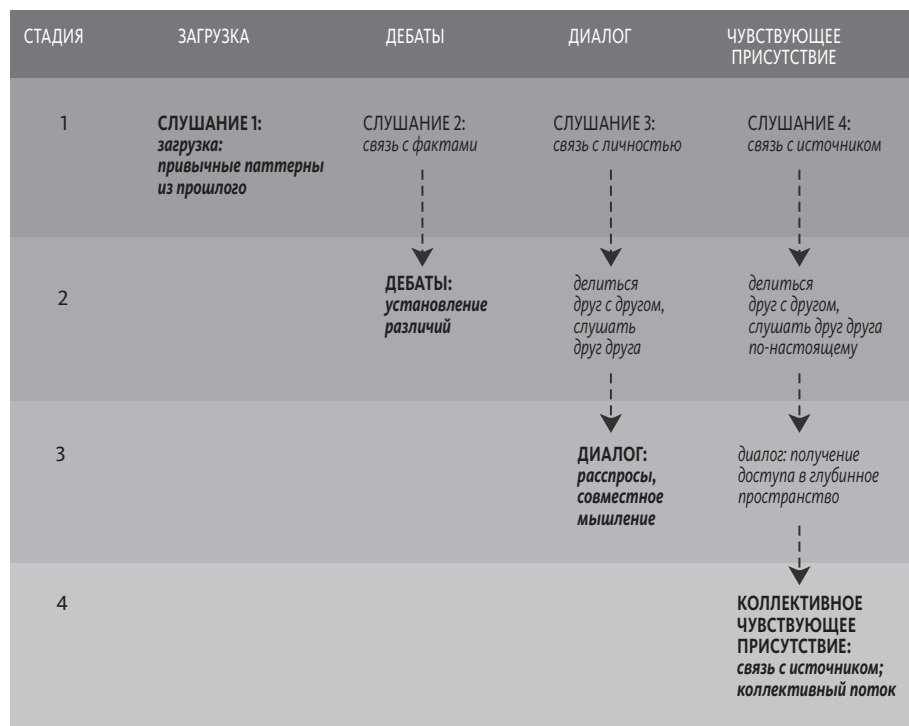 СТАДИЯ
ЗАГРУЗКА
ДЕБАТЫ
ДИАЛОГ
ЧУВСТВУЮЩЕЕ
ПРИСУТСТВИЕ
1
СЛУШАНИЕ 1:
загрузка:
привычные паттерны
из прошлого
СЛУШАНИЕ 2:
связь с фактами
СЛУШАНИЕ 3:
связь с личностью
СЛУШАНИЕ 4:
связь с источником
2
ДЕБАТЫ:
установление
различий
делиться
друг с другом,
слушать
друг друга
делиться
друг с другом,
слушать друг друга
по-настоящему
3
ДИАЛОГ:
расспросы,
совместное
мышление
диалог: получение
доступа в глубинное
пространство
4
КОЛЛЕКТИВНОЕ
ЧУВСТВУЮЩЕЕ
ПРИСУТСТВИЕ:
связь с источником;
коллективный поток